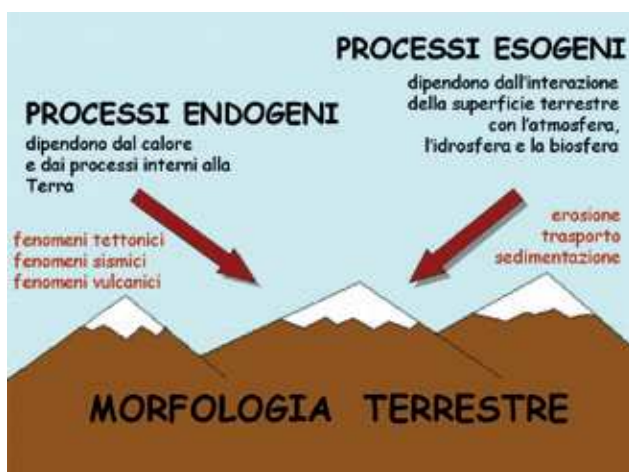 PROCESSI ENDOGENI
dipendono dal calore
e dai processi interni alla
Terra
fenomeni tettonici
fenomeni sismici
fenomeni vulcanici
PROCESSI ESOGENI
dipendono dall'interazione
della superficie terrestre
con l'atmosfera,
l'idrosfera e la biosfera
erosione
trasporto
sedimentazione
MORFOLOGIA TERRESTRE